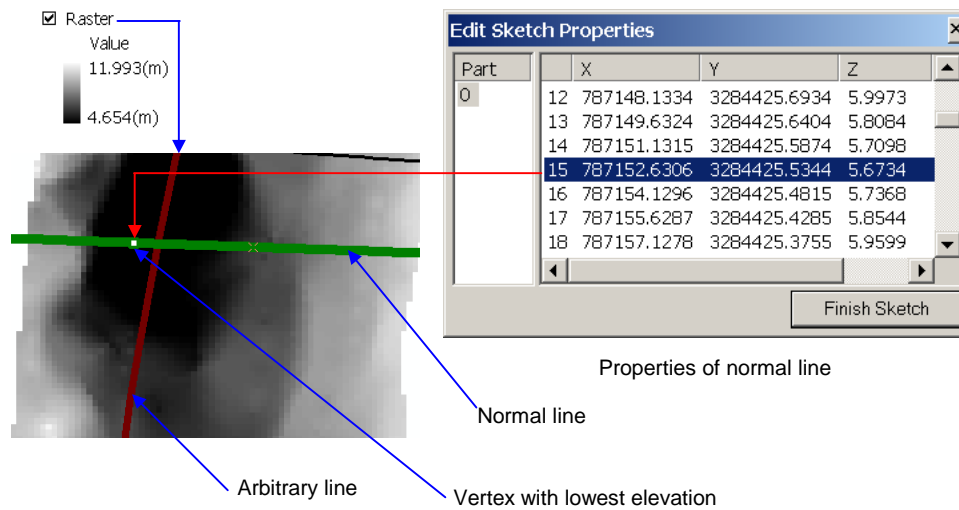 Raster
Value
11.993(m)
4.654(m)
Edit Sketch Properties
Part
0
X Y Z
12 787148.1334 3284425.6934 5.9973
13 787149.6324 3284425.6404 5.8084
14 787151.1315 3284425.5874 5.7098
15 787152.6306 3284425.5344 5.6734
16 787154.1296 3284425.4815 5.7368
17 787155.6287 3284425.4285 5.8544
18 787157.1278 3284425.3755 5.9599
Finish Sketch
Properties of normal line
Normal line
Arbitrary line
Vertex with lowest elevation